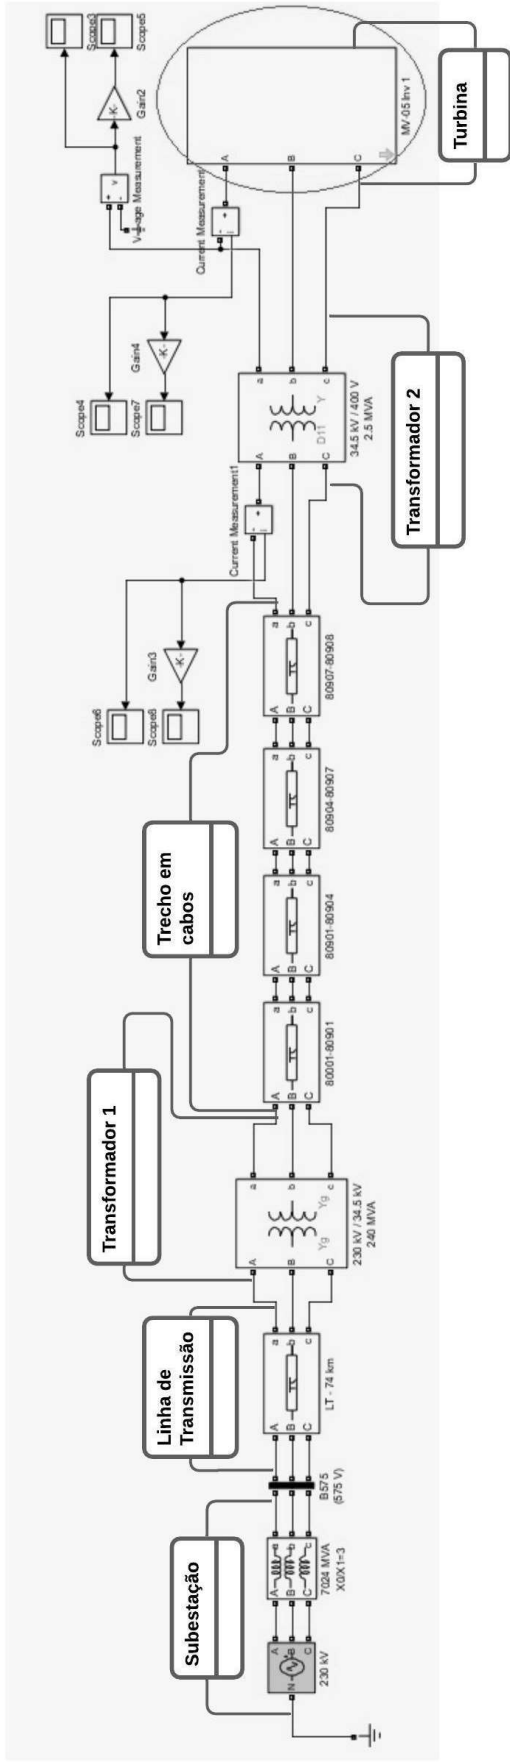 Subestação
Linha de
Transmissão
Transformador 1
Trecho em
cabos
Transformador 2
Turbina
N
A
B
C
230 kV
A
B
C
a
b
c
7024 MVA
X0/X1=3
B575
(575 V)
A
B
C
a
b
c
LT - 74 km
A
B
C
a
b
c
Yg
Yg
230 kV / 34.5 kV
240 MVA
A
B
C
a
b
c
80001-80901
A
B
C
a
b
c
80901-80904
A
B
C
a
b
c
80904-80907
A
B
C
a
b
c
80907-80908
Scope6
Gain3
-K-
Current Measurement1
+
-
i
A
B
C
a
b
c
D11
Y
34.5 kV / 400 V
2.5 MVA
Scope4
Scope7
Gain4
-K-
Current Measurement
+
-
i
Voltage Measurement
+
-
v
Gain2
-K-
Scope3
Scope5
A
B
C
MV-05 Inv 1